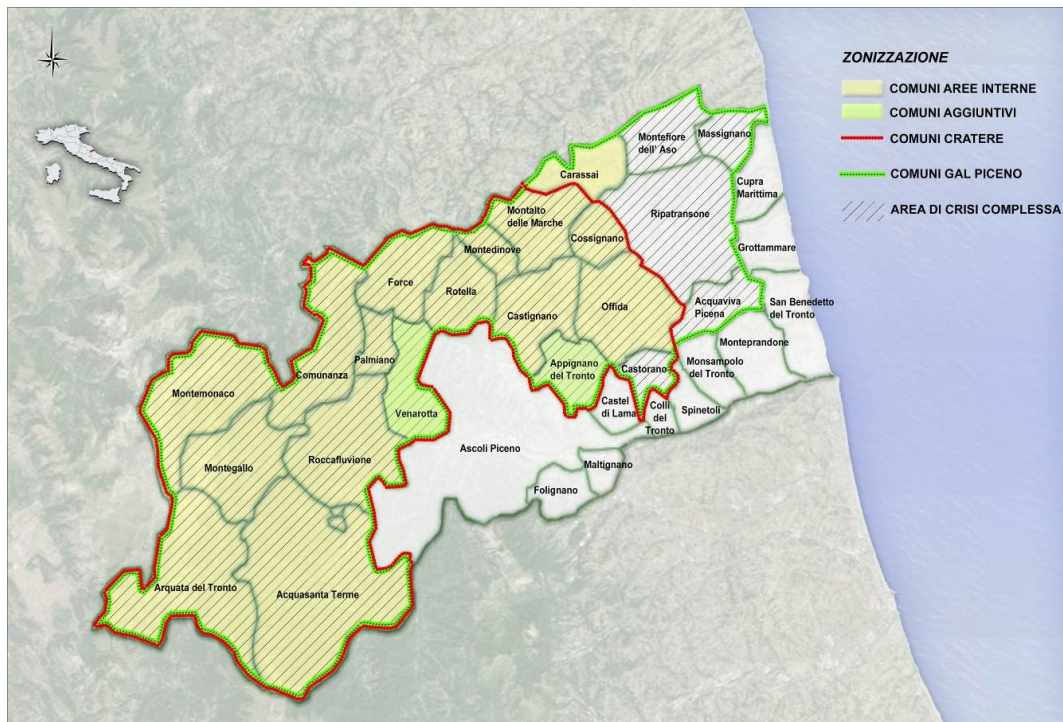 ZONIZZAZIONE
COMUNI AREE INTERNE
COMUNI AGGIUNTIVI
COMUNI CRATERE
COMUNI GAL PICENO
AREA DI CRISI COMPLESSA
Montefiore
dell' Aso
Massignano
Carassai
Cupra
Marittima
Ripatransone
Montalto
delle Marche
Cossignano
Montedinove
Grottammare
Force
Rotella
Offida
Castignano
Acquaviva
Picena
San Benedetto
del Tronto
Monteprandone
Palmiano
Comunanza
Appignano
del Tronto
Castorano
Monsampolo
del Tronto
Montemonaco
Venarotta
Castel
di Lama
Colli
del
Tronto
Spinetoli
Ascoli Piceno
Roccafluvione
Montegallo
Maltignano
Folignano
Arquata del Tronto
Acquasanta Terme